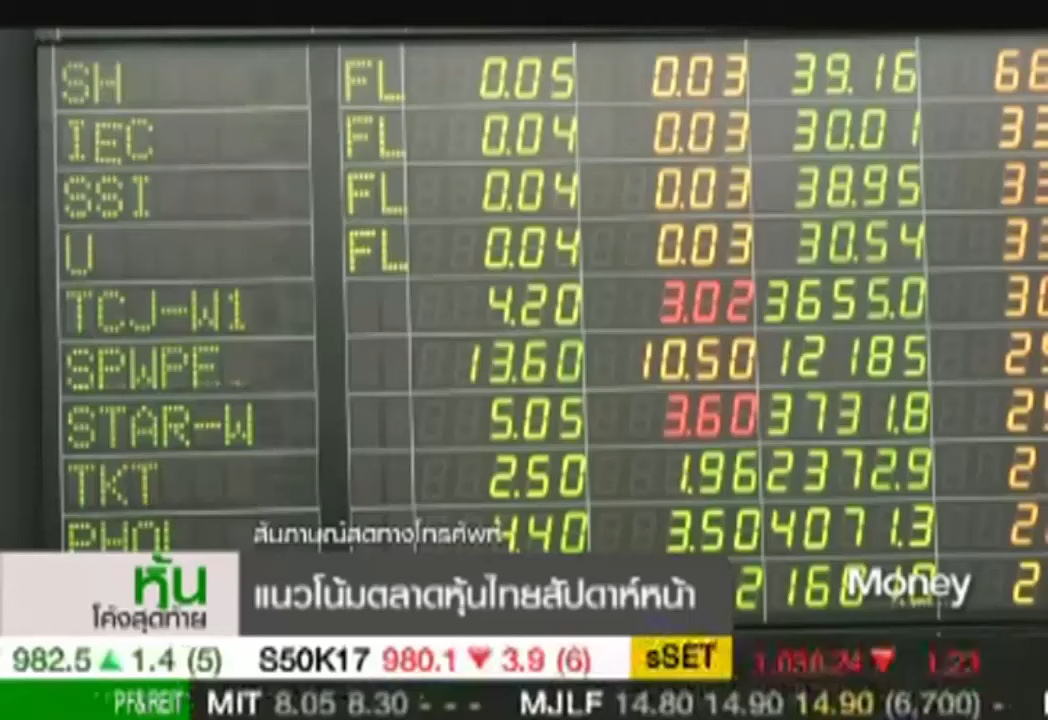 SH FL 0.05 0.03 39.16
IEC FL 0.04 0.03 30.01
SSI FL 0.04 0.03 38.95
U FL 0.04 0.03 30.54
TCJ-W1 4.20 3.02 3655.0
SPWPE 13.60 10.50 12185
STAR-W 5.05 3.60 3731.8
TKT 2.50 1.96 2372.9
PHOL 4.40 3.50 4071.3
สัมภาษณ์สดทางโทรศัพท์
หุ้น
โค้งสุดท้าย
แนวโน้มตลาดหุ้นไทยสัปดาห์หน้า
Money
982.5 ▲ 1.4 (5) S50K17 980.1 ▼ 3.9 (6) sSET
PF&REIT MIT 8.05 8.30 - - - MJLF 14.80 14.90 14.90 (6,700) -